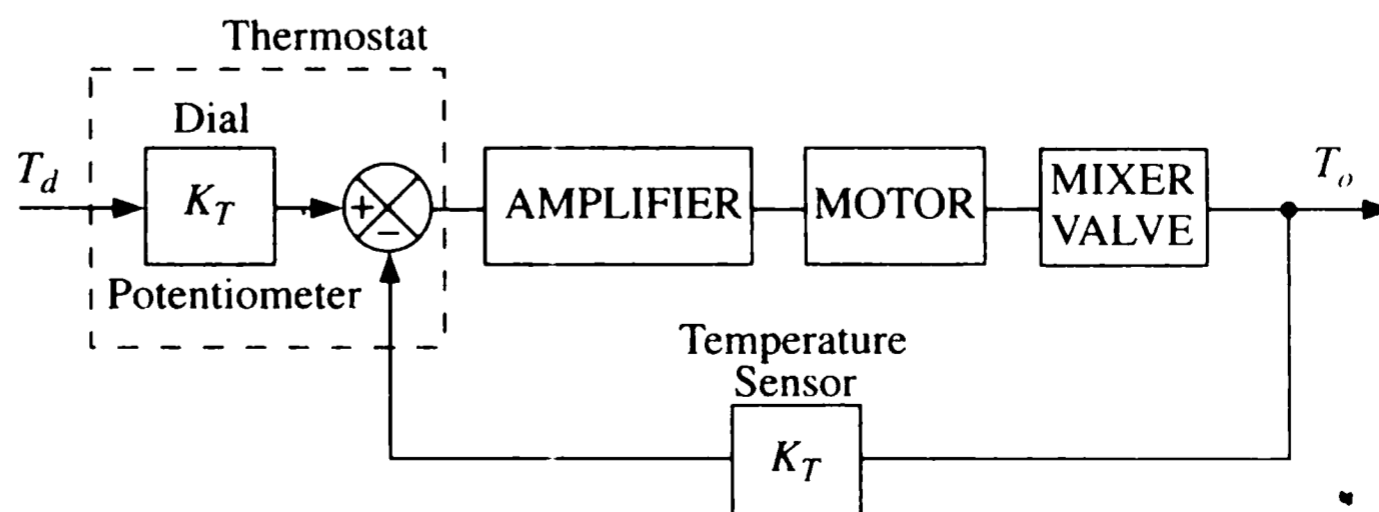 Thermostat
Dial
T_d
K_T
+
−
AMPLIFIER
MOTOR
MIXER
VALVE
T_o
Potentiometer
Temperature
Sensor
K_T